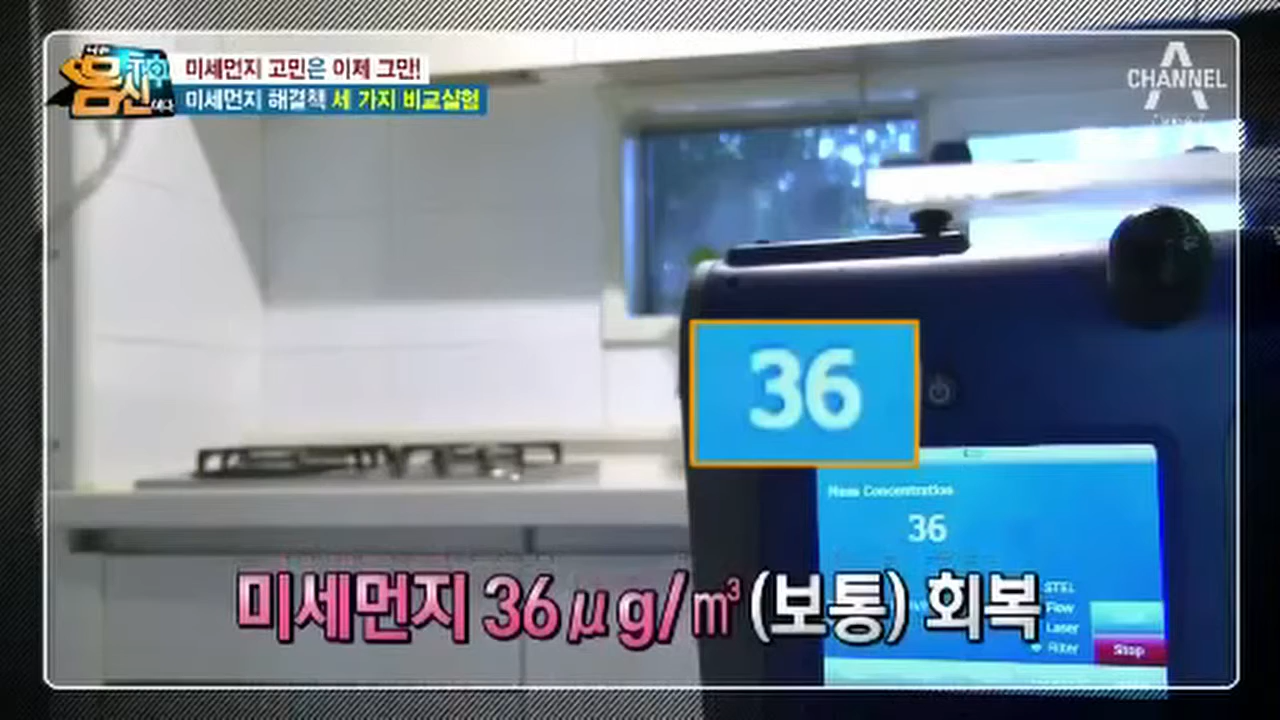 미세먼지 고민은 이제 그만!
미세먼지 해결책 세 가지 비교실험
CHANNEL A
36
Mass Concentration
36
STEL
Flow
Laser
Filter
Stop
미세먼지 36㎍/㎥(보통) 회복